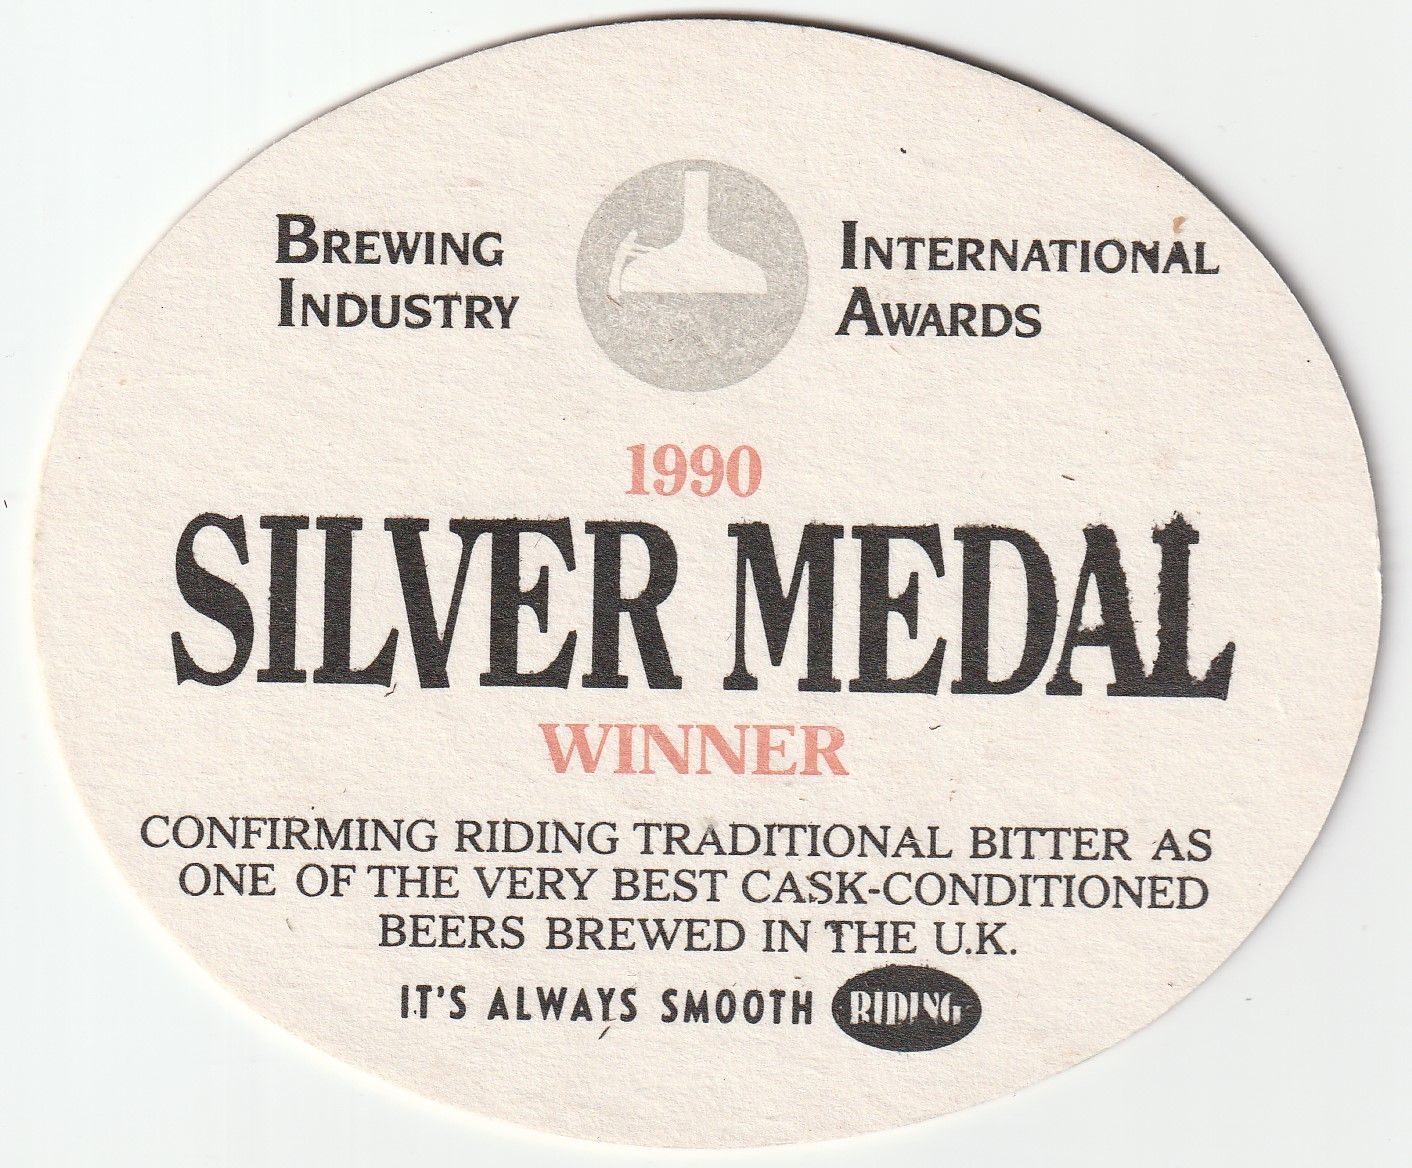 BREWING INDUSTRY
INTERNATIONAL AWARDS
1990
SILVER MEDAL
WINNER
CONFIRMING RIDING TRADITIONAL BITTER AS
ONE OF THE VERY BEST CASK-CONDITIONED
BEERS BREWED IN THE U.K.
IT'S ALWAYS SMOOTH RIDING